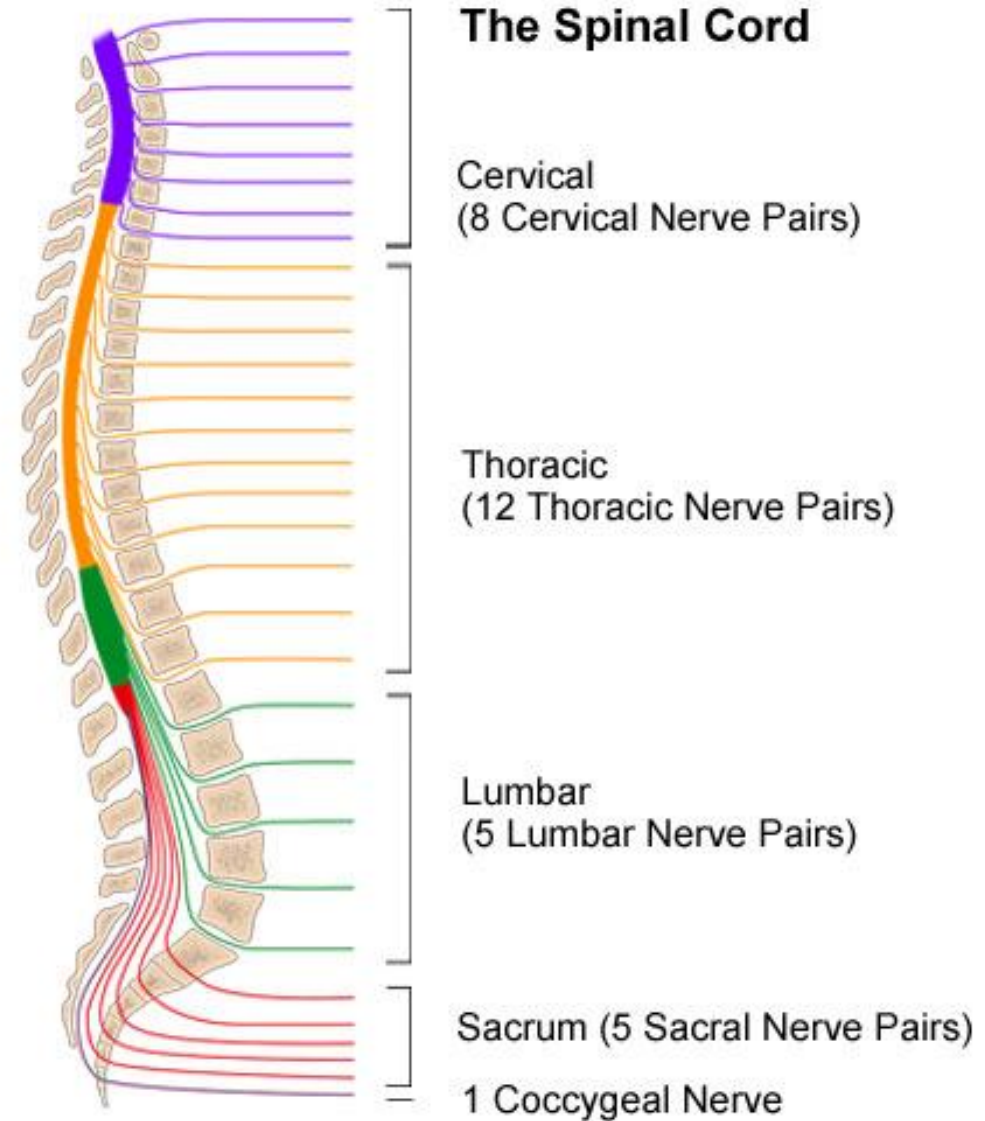 The Spinal Cord
Cervical
(8 Cervical Nerve Pairs)
Thoracic
(12 Thoracic Nerve Pairs)
Lumbar
(5 Lumbar Nerve Pairs)
Sacrum (5 Sacral Nerve Pairs)
1 Coccygeal Nerve